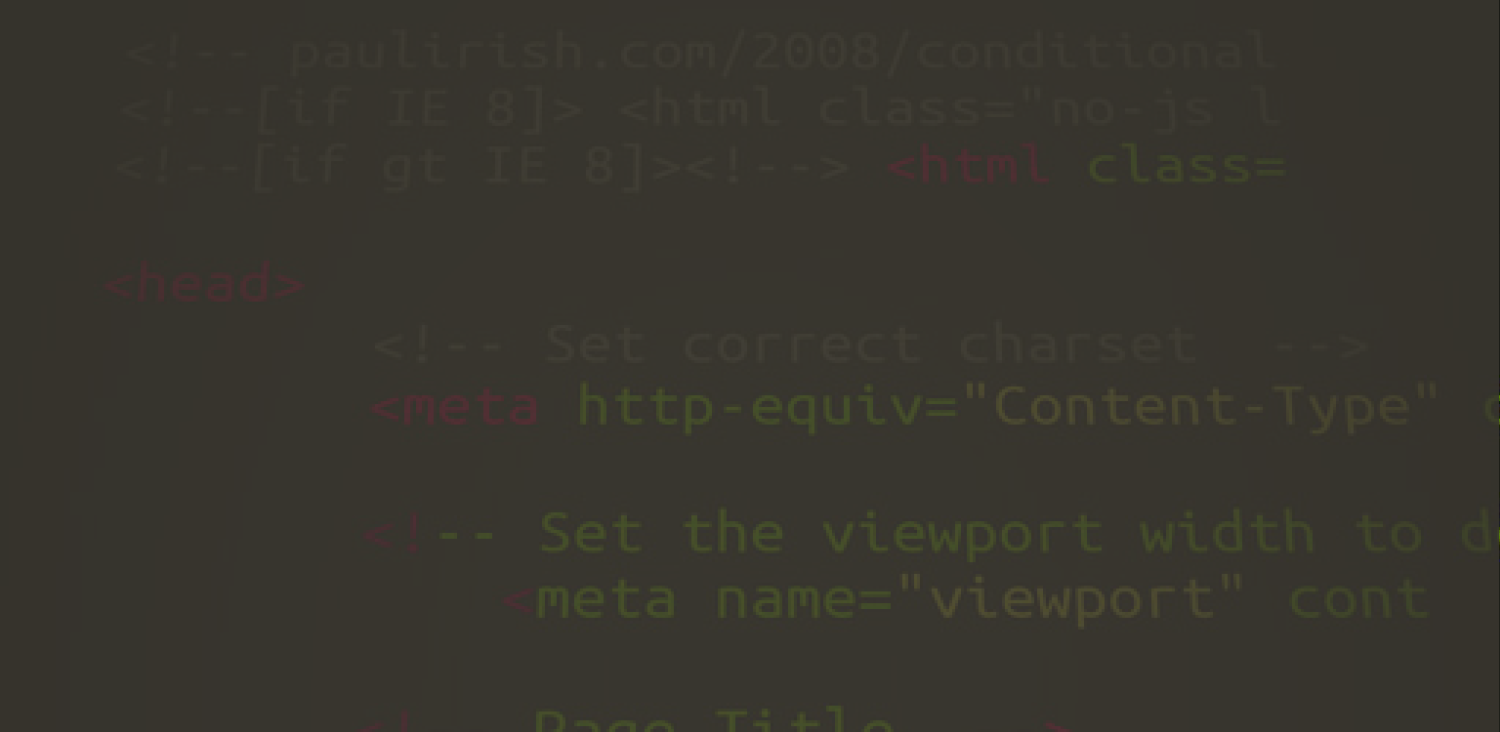 <!-- paulirish.com/2008/conditional
<!--[if IE 8]> <html class="no-js l
<!--[if gt IE 8]><!--> <html class=
<head>
<!-- Set correct charset -->
<meta http-equiv="Content-Type" c
<!-- Set the viewport width to de
<meta name="viewport" cont
<!-- Page Title -->